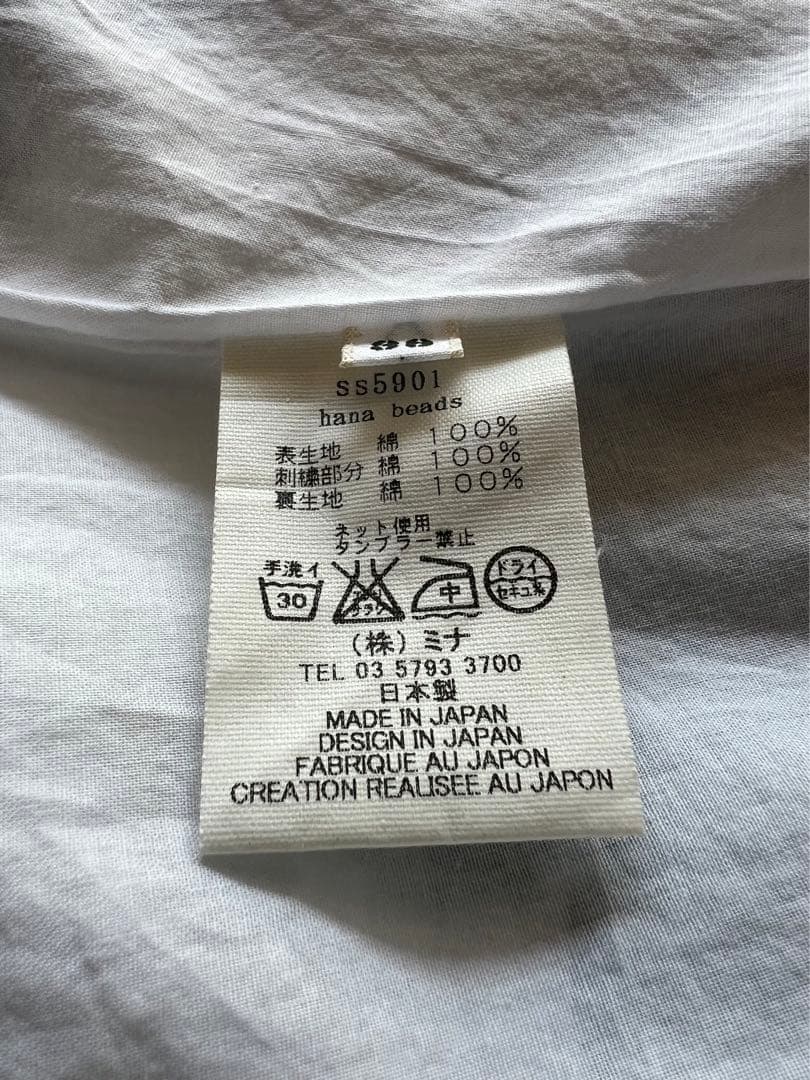 ss5901
hana beads
表生地 綿 100%
刺繍部分 綿 100%
裏生地 綿 100%
ネット使用
タンブラー禁止
手洗イ
30
中
ドライ
セキユ系
(株) ミナ
TEL 03 5793 3700
日本製
MADE IN JAPAN
DESIGN IN JAPAN
FABRIQUE AU JAPON
CREATION REALISEE AU JAPON